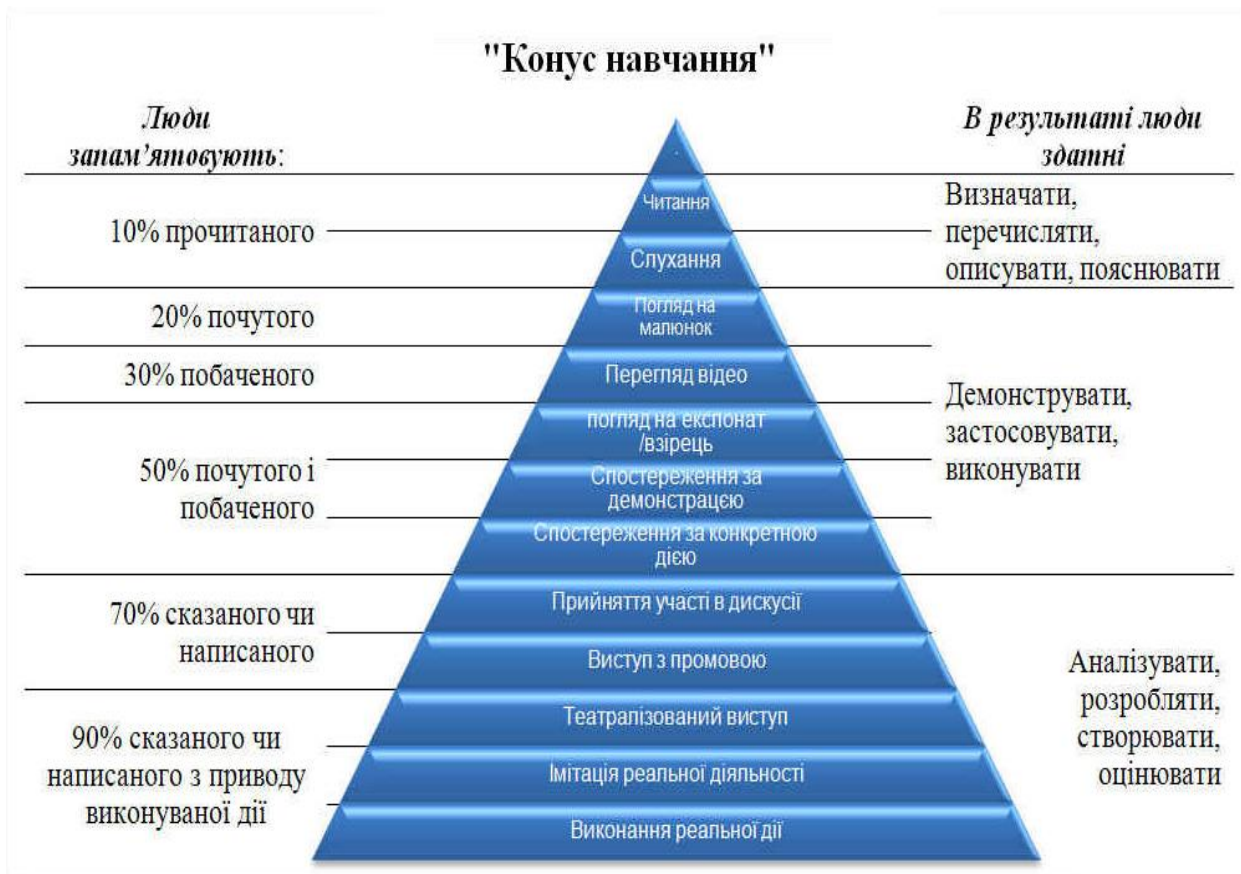 "Конус навчання"
Люди
запам’ятовують:
10% прочитаного
20% почутого
30% побаченого
50% почутого і
побаченого
70% сказаного чи
написаного
90% сказаного чи
написаного з приводу
виконуваної дії
Читання
Слухання
Погляд на
малюнок
Перегляд відео
погляд на експонат
/взірець
Спостереження за
демонстрацією
Спостереження за конкретною
дією
Прийняття участі в дискусії
Виступ з промовою
Театралізований виступ
Імітація реальної діяльності
Виконання реальної дії
В результаті люди
здатні
Визначати,
перечисляти,
описувати, пояснювати
Демонструвати,
застосовувати,
виконувати
Аналізувати,
розробляти,
створювати,
оцінювати